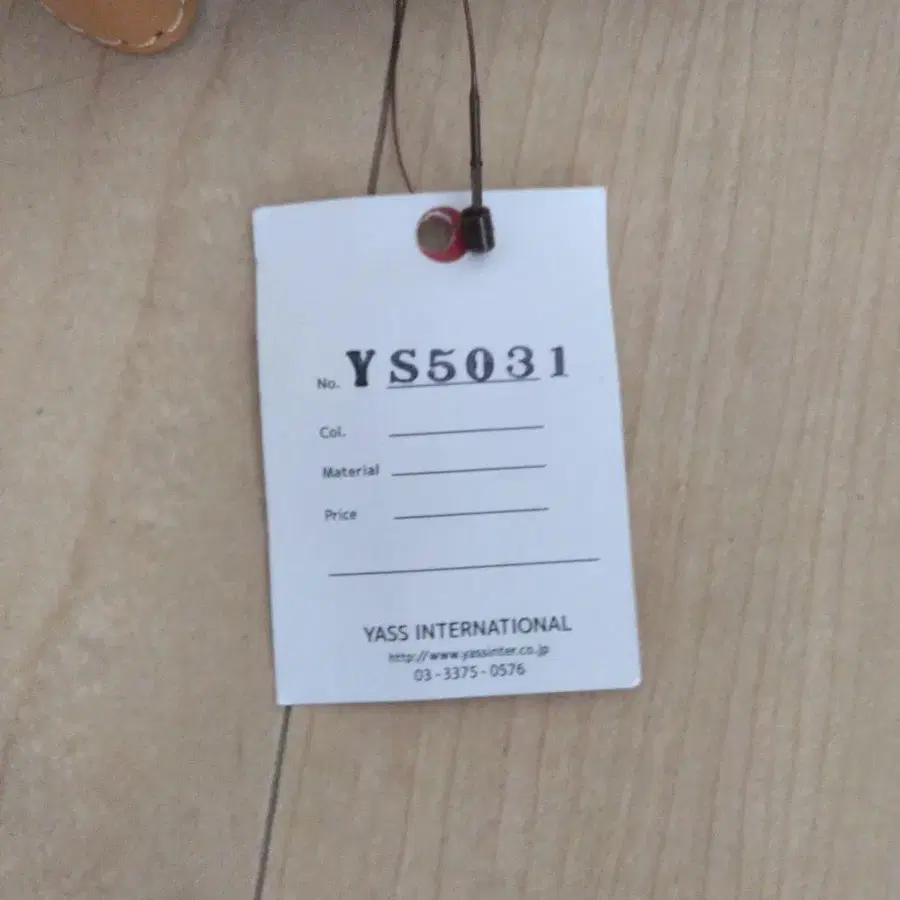 No. YS5031
Col.
Material
Price
YASS INTERNATIONAL
http://www.yassinter.co.jp
03-3375-0576